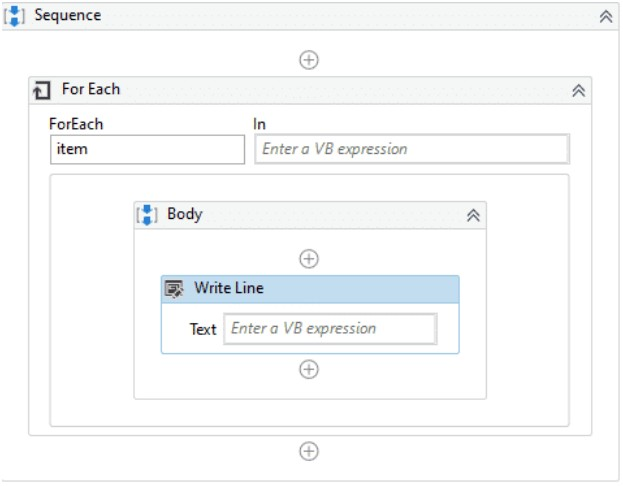 Sequence
For Each
ForEach In
item Enter a VB expression
Body
Write Line
Text Enter a VB expression